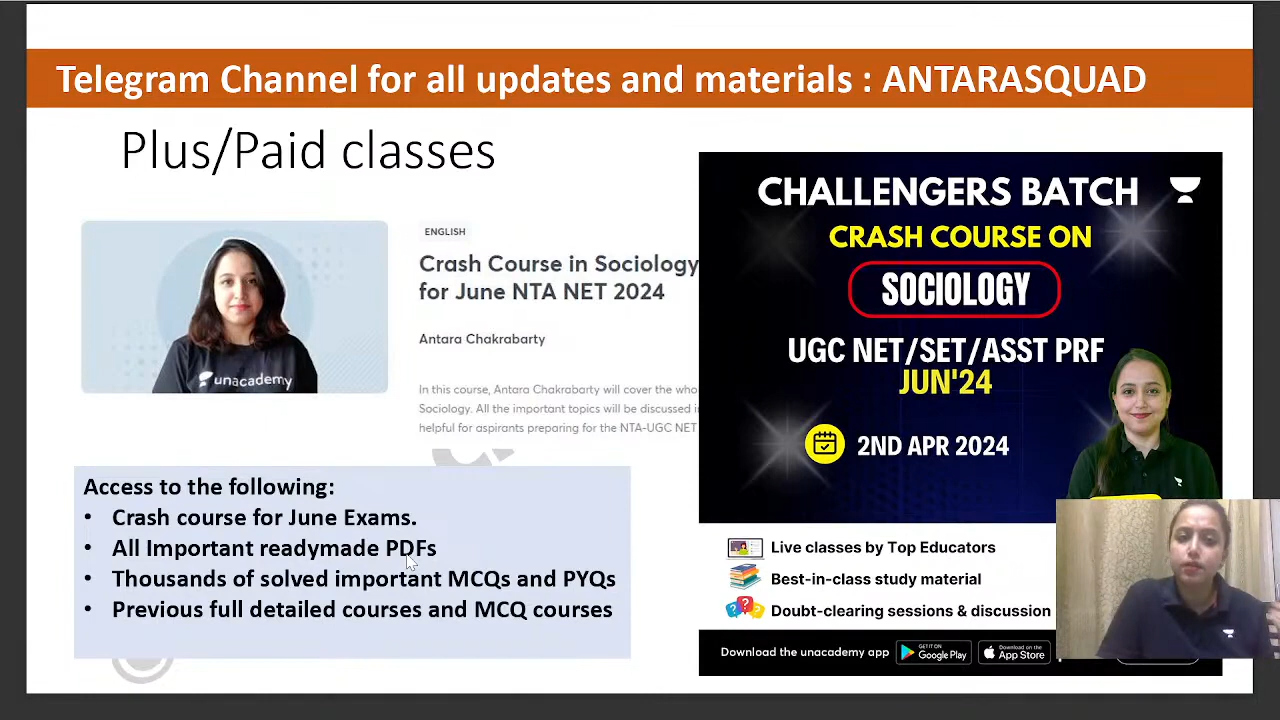 Telegram Channel for all updates and materials : ANTARASQUAD
Plus/Paid classes
ENGLISH
Crash Course in Sociology
for June NTA NET 2024
Antara Chakrabarty
In this course, Antara Chakrabarty will cover the who
Sociology. All the important topics will be discussed i
helpful for aspirants preparing for the NTA-UGC NET
unacademy
Access to the following:
• Crash course for June Exams.
• All Important readymade PDFs
• Thousands of solved important MCQs and PYQs
• Previous full detailed courses and MCQ courses
CHALLENGERS BATCH
CRASH COURSE ON
SOCIOLOGY
UGC NET/SET/ASST PRF
JUN'24
2ND APR 2024
Live classes by Top Educators
Best-in-class study material
Doubt-clearing sessions & discussion
Download the unacademy app
GET IT ON
Google Play
Download on the
App Store